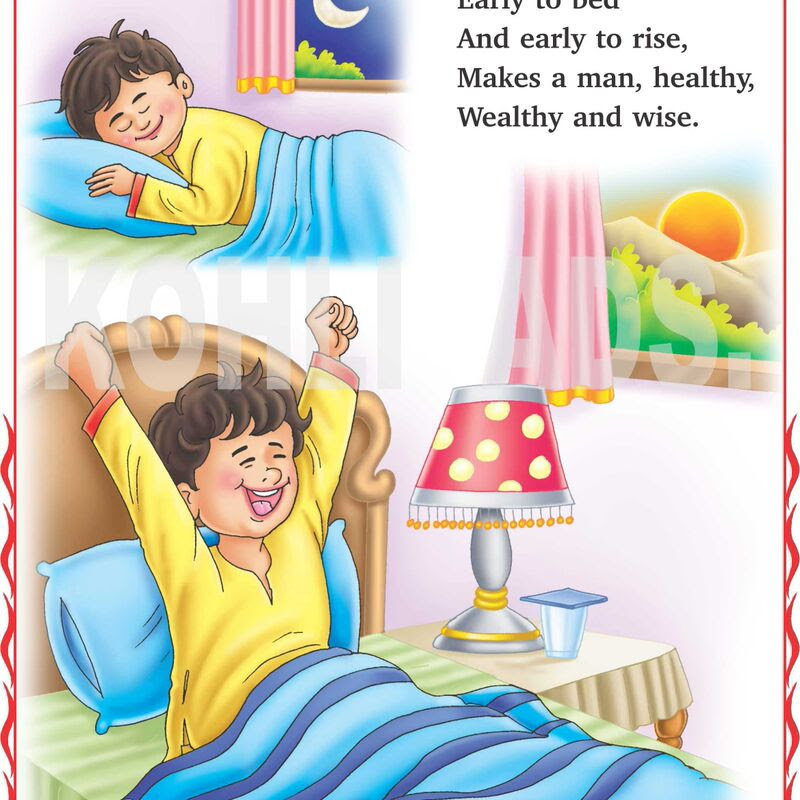 Early to bed
And early to rise,
Makes a man, healthy,
Wealthy and wise.
KOHLI ADS.